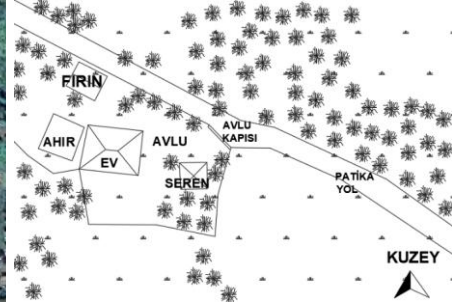 FIRIN
AVLU
KAPISI
AHIR
AVLU
EV
SEREN
PATİKA
YOL
KUZEY